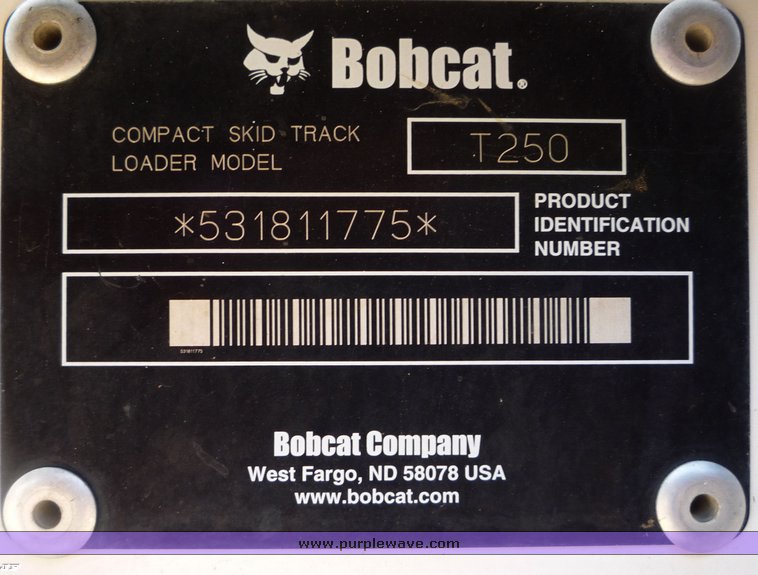 Bobcat®
COMPACT SKID TRACK
LOADER MODEL
T250
*531811775*
PRODUCT
IDENTIFICATION
NUMBER
531811775
Bobcat Company
West Fargo, ND 58078 USA
www.bobcat.com
www.purplewave.com